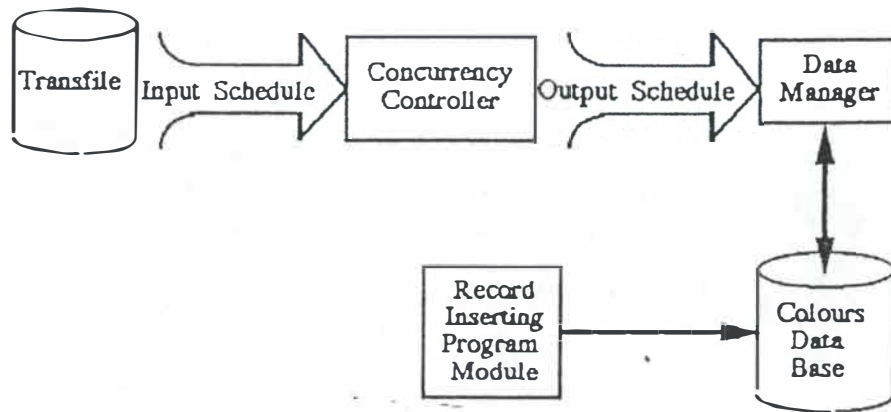 Transfile
Input Schedule
Concurrency
Controller
Output Schedule
Data
Manager
Record
Inserting
Program
Module
Colours
Data
Base